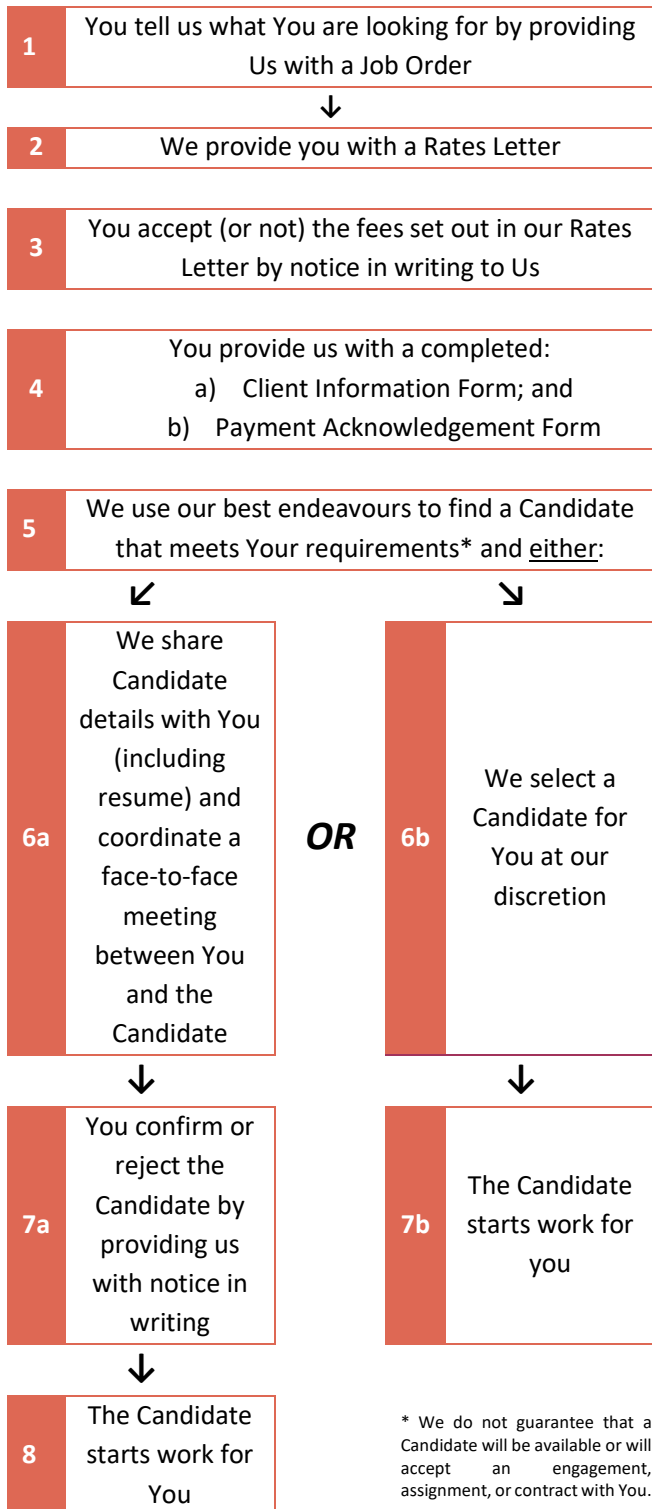 1
You tell us what You are looking for by providing
Us with a Job Order
↓
2
We provide you with a Rates Letter
3
You accept (or not) the fees set out in our Rates
Letter by notice in writing to Us
4
You provide us with a completed:
a) Client Information Form; and
b) Payment Acknowledgement Form
5
We use our best endeavours to find a Candidate
that meets Your requirements* and either:
↙ ↘
6a
We share
Candidate
details with You
(including
resume) and
coordinate a
face-to-face
meeting
between You
and the
Candidate
OR
6b
We select a
Candidate for
You at our
discretion
↓ ↓
7a
You confirm or
reject the
Candidate by
providing us
with notice in
writing
7b
The Candidate
starts work for
you
↓
8
The Candidate
starts work for
You
* We do not guarantee that a
Candidate will be available or will
accept an engagement,
assignment, or contract with You.